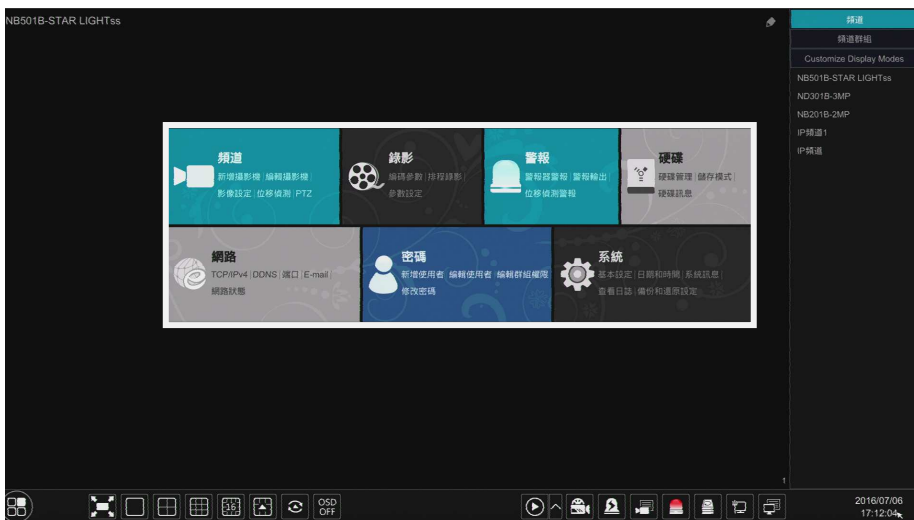 NB501B-STAR LIGHTss
頻道
頻道群組
Customize Display Modes
NB501B-STAR LIGHTss
ND301B-3MP
NB201B-2MP
IP頻道1
IP頻道
頻道
新增攝影機|編輯攝影機|
影像設定|位移偵測|PTZ
錄影
編碼參數|排程錄影|
參數設定
警報
警報器警報|警報輸出|
位移偵測警報
硬碟
硬碟管理|儲存模式|
硬碟訊息
網路
TCP/IPv4|DDNS|端口|E-mail|
網路狀態
密碼
新增使用者|編輯使用者|編輯群組權限
修改密碼
系統
基本設定|日期和時間|系統訊息|
查看日誌|備份和還原設定
1
16
OSD
OFF
2016/07/06
17:12:04